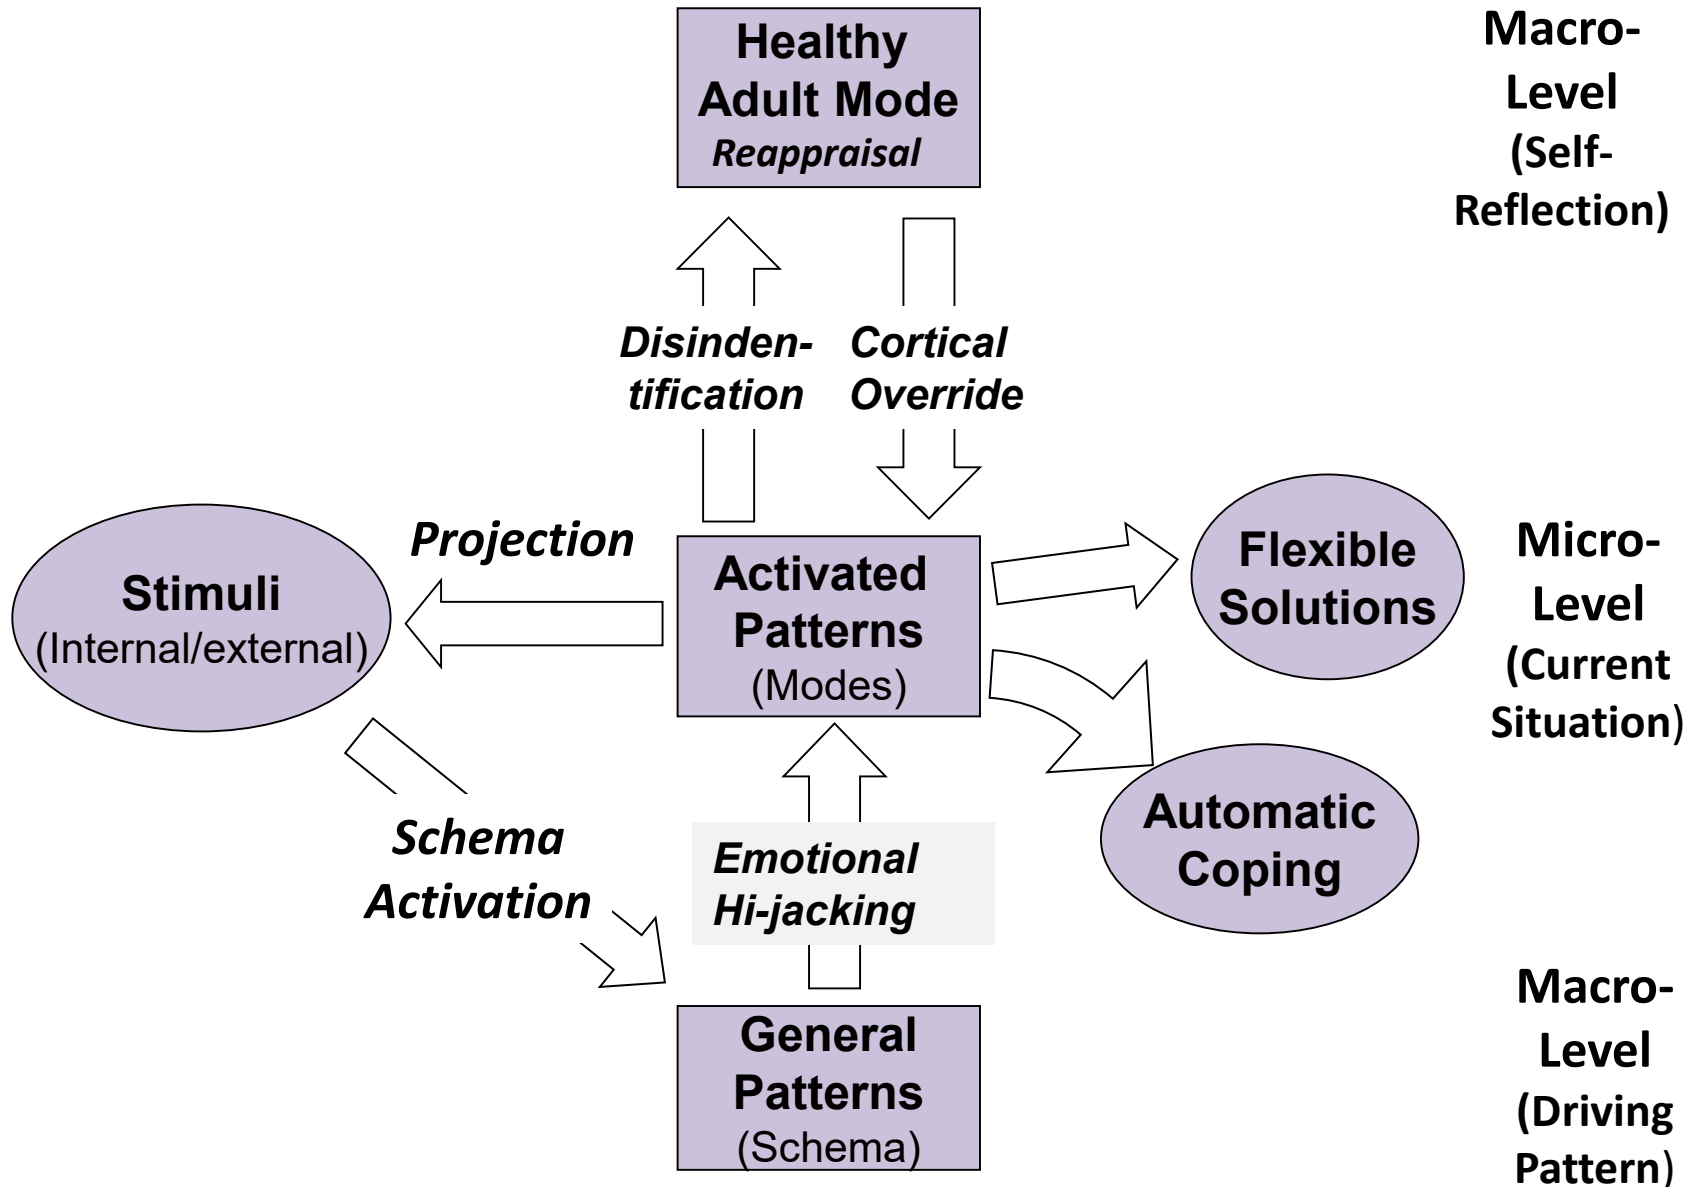 Healthy
Adult Mode
Reappraisal
Macro-
Level
(Self-
Reflection)
Disinden-
tification
Cortical
Override
Projection
Stimuli
(Internal/external)
Activated
Patterns
(Modes)
Flexible
Solutions
Micro-
Level
(Current
Situation)
Schema
Activation
Emotional
Hi-jacking
Automatic
Coping
General
Patterns
(Schema)
Macro-
Level
(Driving
Pattern)